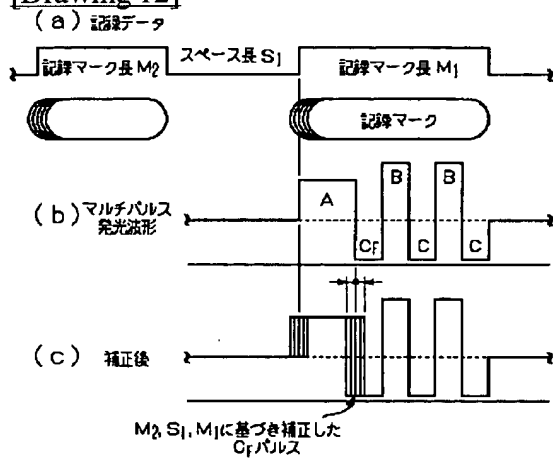 [Drawing 12]
(a) 記録データ
記録マーク長 M₂
スペース長 S₁
記録マーク長 M₁
記録マーク
(b) マルチパルス
発光波形
A
B
B
CF
C
C
(c) 補正後
M₂, S₁, M₁に基づき補正した
CFパルス